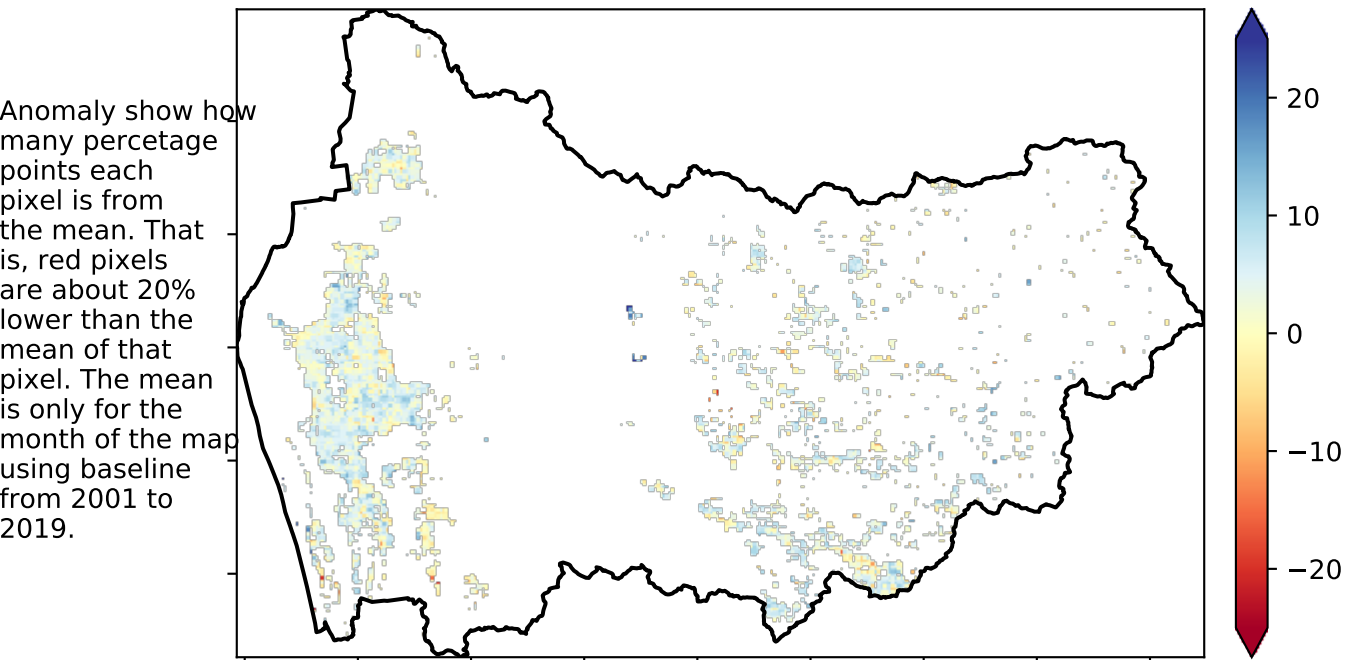 Anomaly show how
many percetage
points each
pixel is from
the mean. That
is, red pixels
are about 20%
lower than the
mean of that
pixel. The mean
is only for the
month of the map
using baseline
from 2001 to
2019.
20
10
0
−10
−20